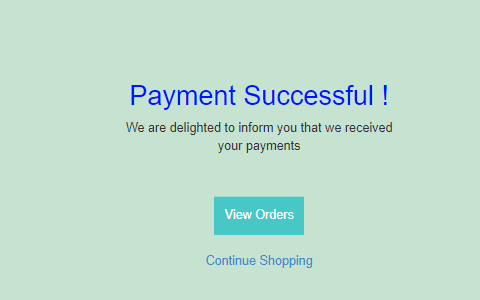 Payment Successful !
We are delighted to inform you that we received
your payments
View Orders
Continue Shopping